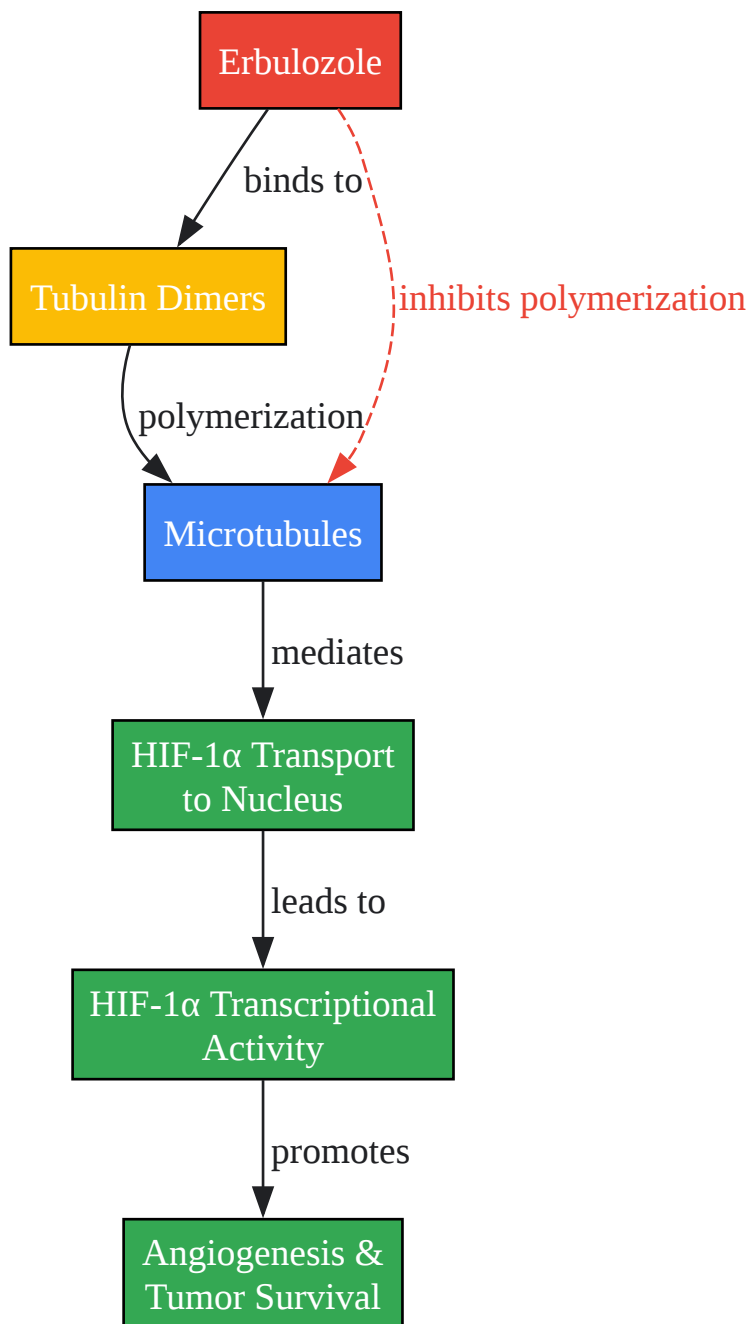 Erbulozole
binds to
Tubulin Dimers
inhibits polymerization
polymerization
Microtubules
mediates
HIF-1α Transport
to Nucleus
leads to
HIF-1α Transcriptional
Activity
promotes
Angiogenesis &
Tumor Survival